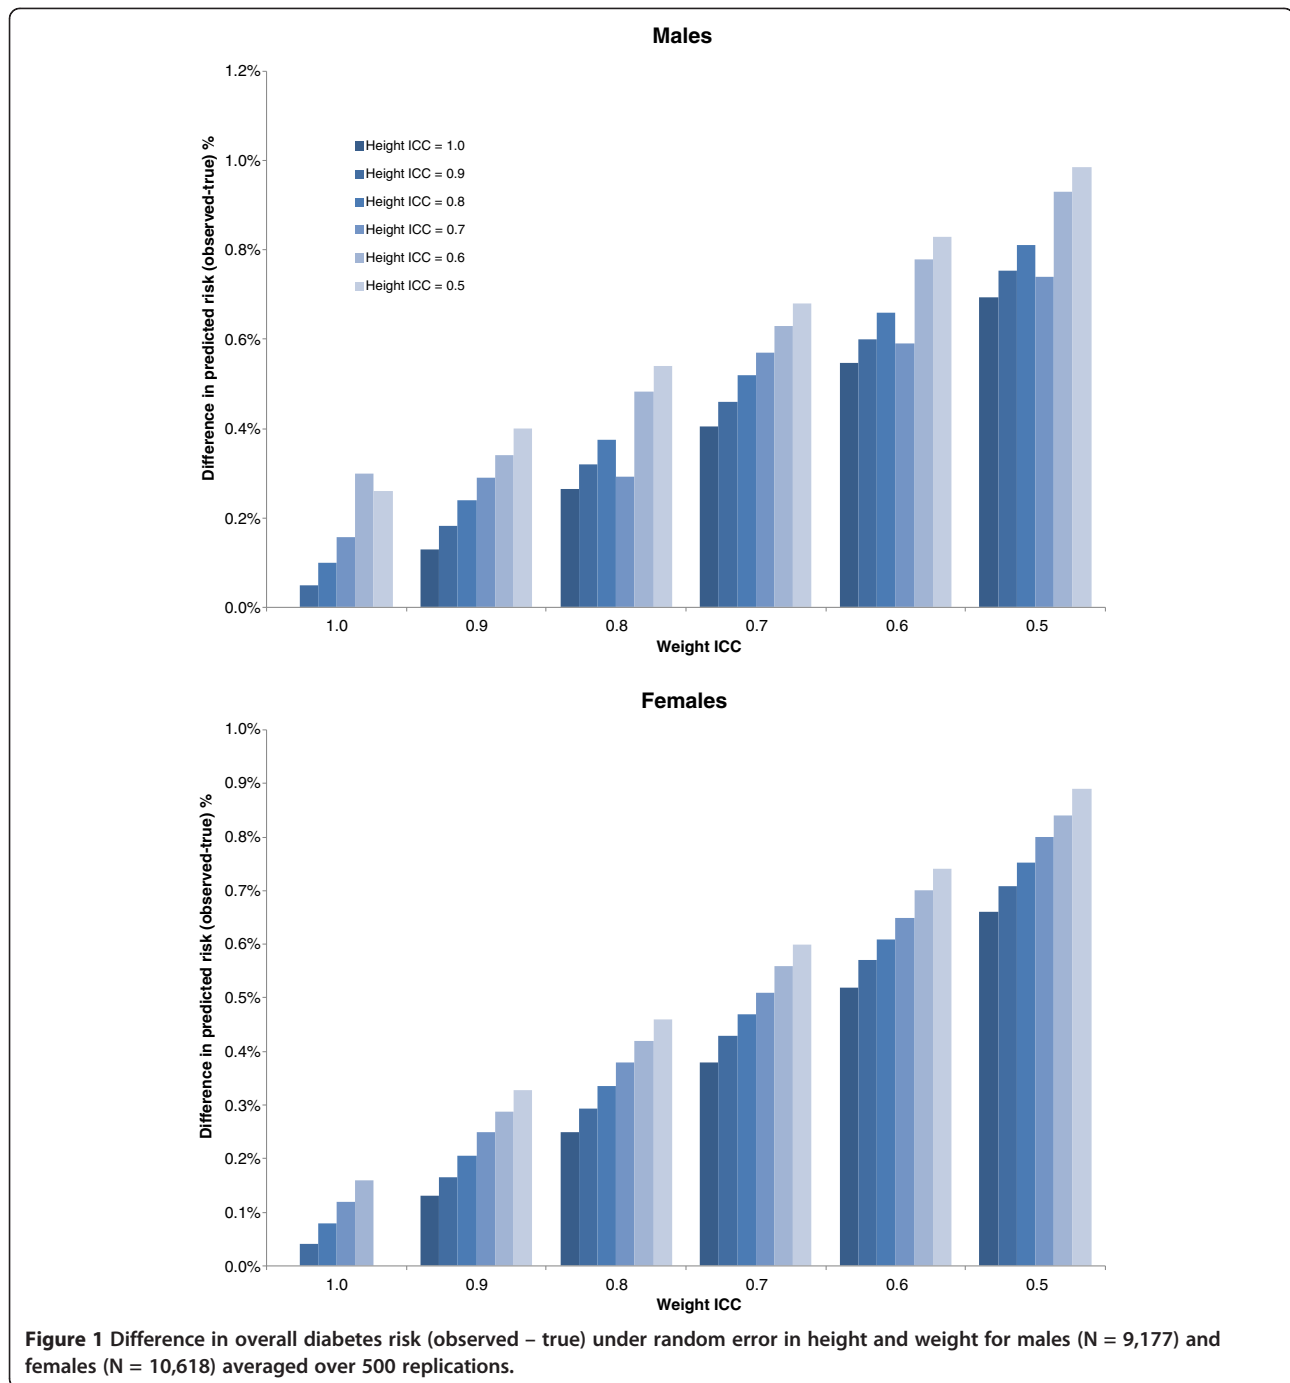 Males
1.2%
1.0%
0.8%
0.6%
0.4%
0.2%
0.0%
Difference in predicted risk (observed-true) %
Height ICC = 1.0
Height ICC = 0.9
Height ICC = 0.8
Height ICC = 0.7
Height ICC = 0.6
Height ICC = 0.5
1.0 0.9 0.8 0.7 0.6 0.5
Weight ICC
Females
1.0%
0.9%
0.8%
0.7%
0.6%
0.5%
0.4%
0.3%
0.2%
0.1%
0.0%
Difference in predicted risk (observed-true) %
1.0 0.9 0.8 0.7 0.6 0.5
Weight ICC
Figure 1 Difference in overall diabetes risk (observed – true) under random error in height and weight for males (N = 9,177) and
females (N = 10,618) averaged over 500 replications.